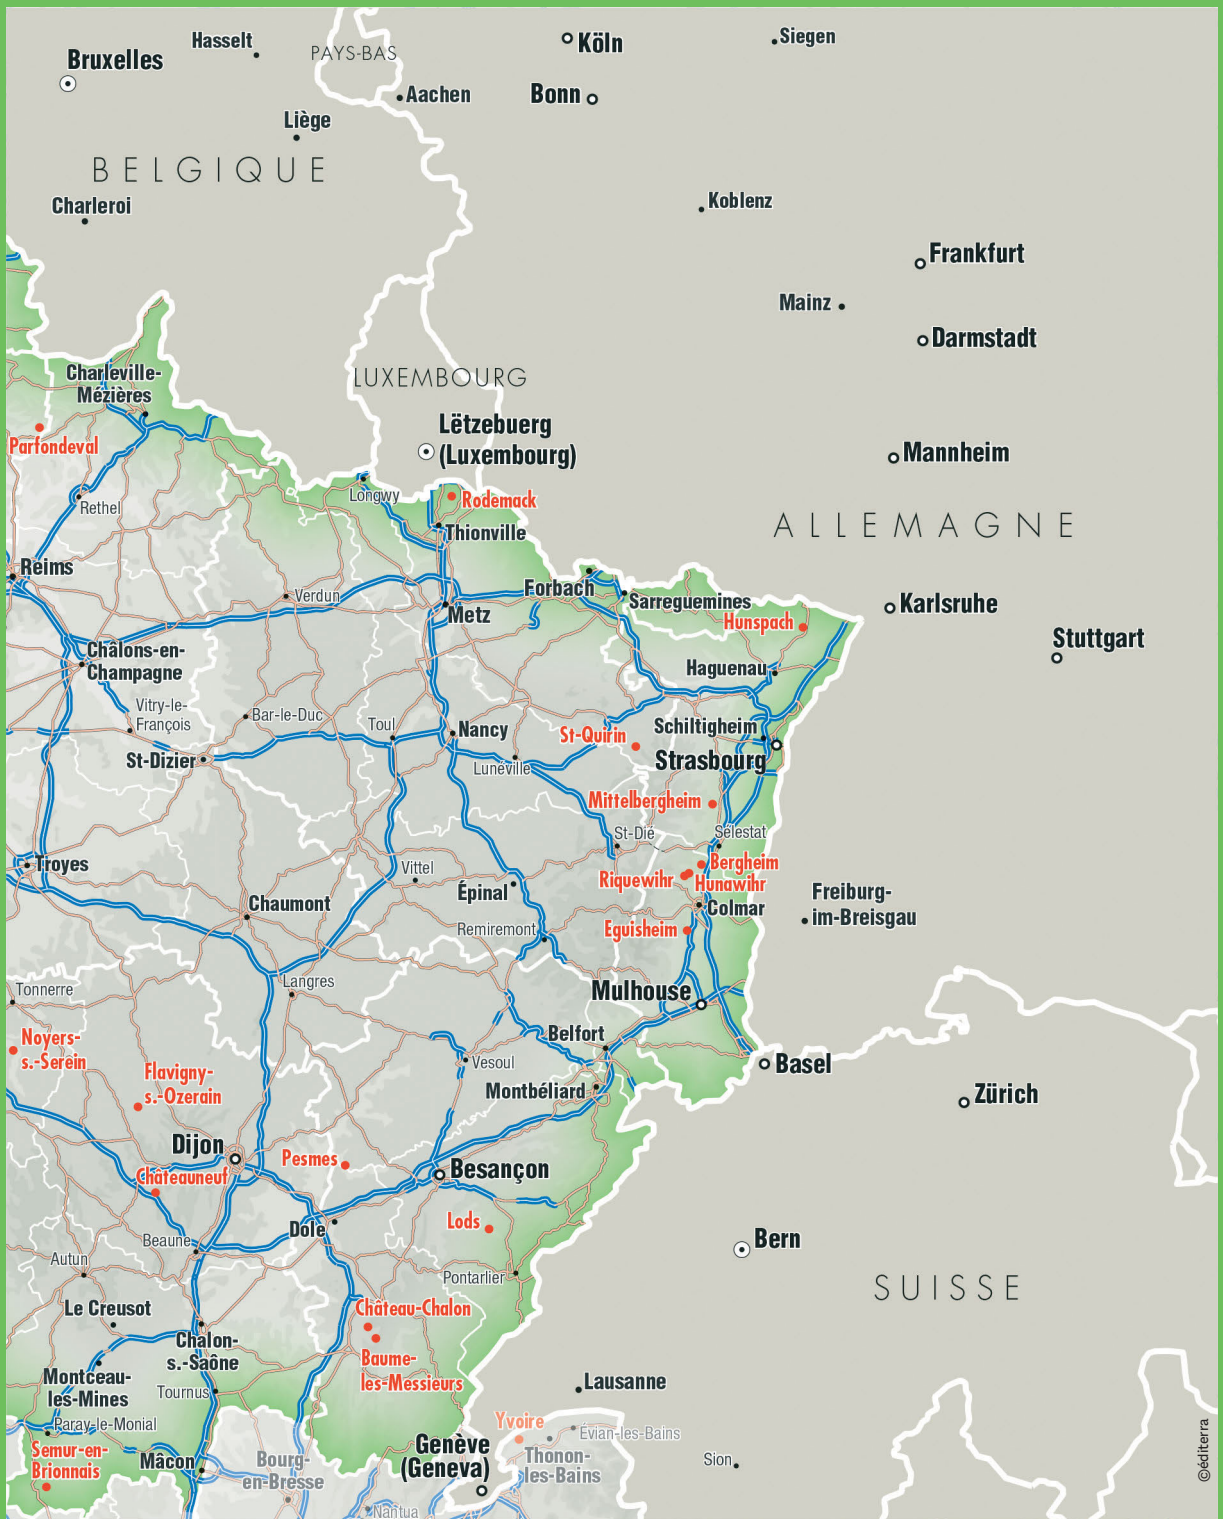 Hasselt
PAYS-BAS
Köln
Siegen
Bruxelles
Aachen
Bonn
Liège
BELGIQUE
Charleroi
Koblenz
Frankfurt
Mainz
Darmstadt
Charleville-
Mézières
LUXEMBOURG
Lëtzebuerg
(Luxembourg)
Parfondeval
Mannheim
Longwy
Rodemack
Rethel
ALLEMAGNE
Thionville
Reims
Forbach
Verdun
Sarreguemines
Karlsruhe
Metz
Hunspach
Stuttgart
Châlons-en-
Champagne
Haguenau
Vitry-le-
François
Bar-le-Duc
Toul
Nancy
St-Quirin
Schiltigheim
St-Dizier
Lunéville
Strasbourg
Mittelbergheim
St-Dié
Sélestat
Troyes
Vittel
Bergheim
Riquewihr
Hunawihr
Épinal
Freiburg-
im-Breisgau
Chaumont
Colmar
Remiremont
Eguisheim
Langres
Tonnerre
Mulhouse
Noyers-
s.-Serein
Belfort
Vesoul
Basel
Flavigny-
s.-Ozerain
Montbéliard
Zürich
Dijon
Pesmes
Besançon
Châteauneuf
Lods
Dole
Beaune
Bern
Autun
Pontarlier
SUISSE
Le Creusot
Château-Chalon
Chalon-
s.-Saône
Baume-
les-Messieurs
Montceau-
les-Mines
Tournus
Lausanne
Paray-le-Monial
Yvoire
Évian-les-Bains
Semur-en-
Brionnais
Mâcon
Bourg-
en-Bresse
Genève
(Geneva)
Thonon-
les-Bains
Sion
Nantua
©éditerra